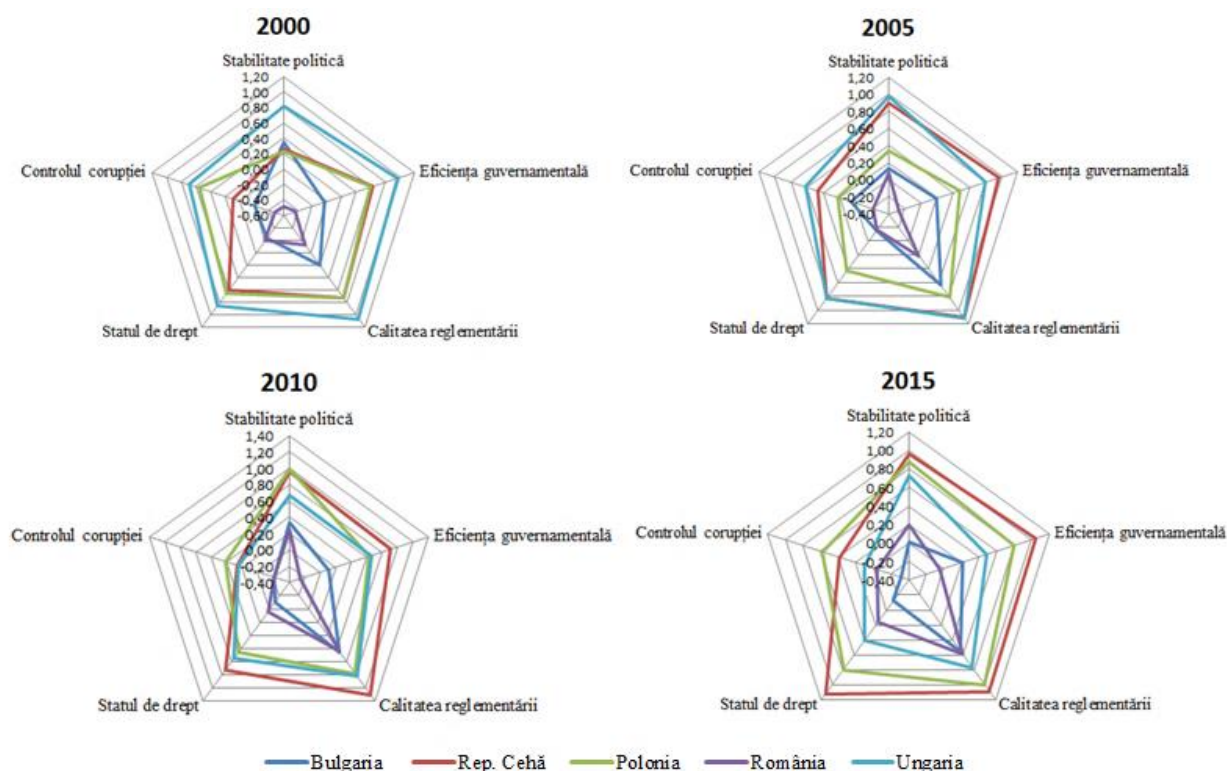 2000
Stabilitate politică
1,20
1,00
0,80
0,60
0,40
0,20
0,00
-0,20
-0,40
-0,60
Controlul corupției
Eficiența guvernamentală
Statul de drept
Calitatea reglementării
2005
Stabilitate politică
1,20
1,00
0,80
0,60
0,40
0,20
0,00
-0,20
-0,40
Controlul corupției
Eficiența guvernamentală
Statul de drept
Calitatea reglementării
2010
Stabilitate politică
1,40
1,20
1,00
0,80
0,60
0,40
0,20
0,00
-0,20
-0,40
Controlul corupției
Eficiența guvernamentală
Statul de drept
Calitatea reglementării
2015
Stabilitate politică
1,20
1,00
0,80
0,60
0,40
0,20
0,00
-0,20
-0,40
Controlul corupției
Eficiența guvernamentală
Statul de drept
Calitatea reglementării
Bulgaria Rep. Cehă Polonia România Ungaria